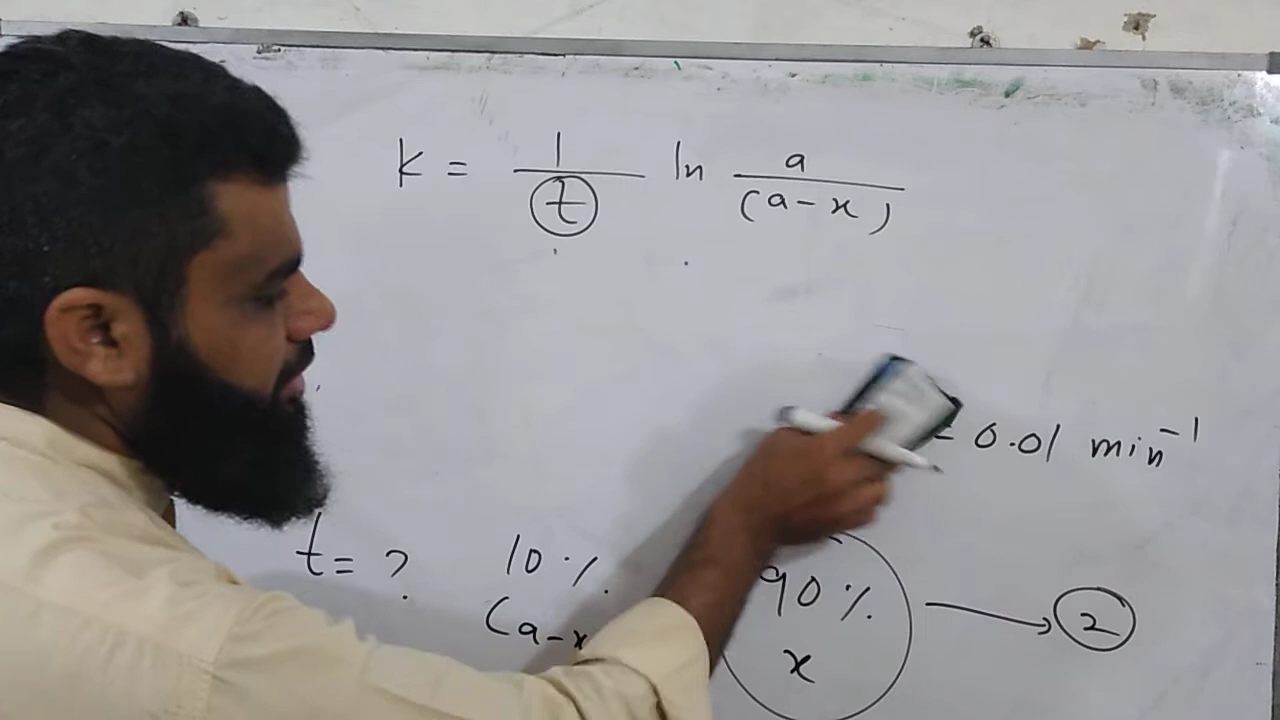 k = 1/t ln a/(a-x)
= 0.01 min⁻¹
t = ? 10 % 90 % → 2
(a-x x